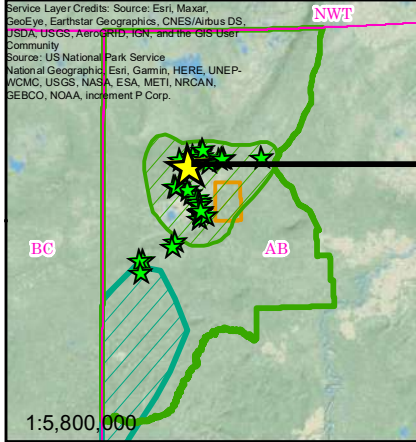 Service Layer Credits: Source: Esri, Maxar,
GeoEye, Earthstar Geographics, CNES/Airbus DS,
USDA, USGS, AeroGRID, IGN, and the GIS User
Community
Source: US National Park Service
National Geographic, Esri, Garmin, HERE, UNEP-
WCMC, USGS, NASA, ESA, METI, NRCAN,
GEBCO, NOAA, increment P Corp.
NWT
BC
AB
1:5,800,000